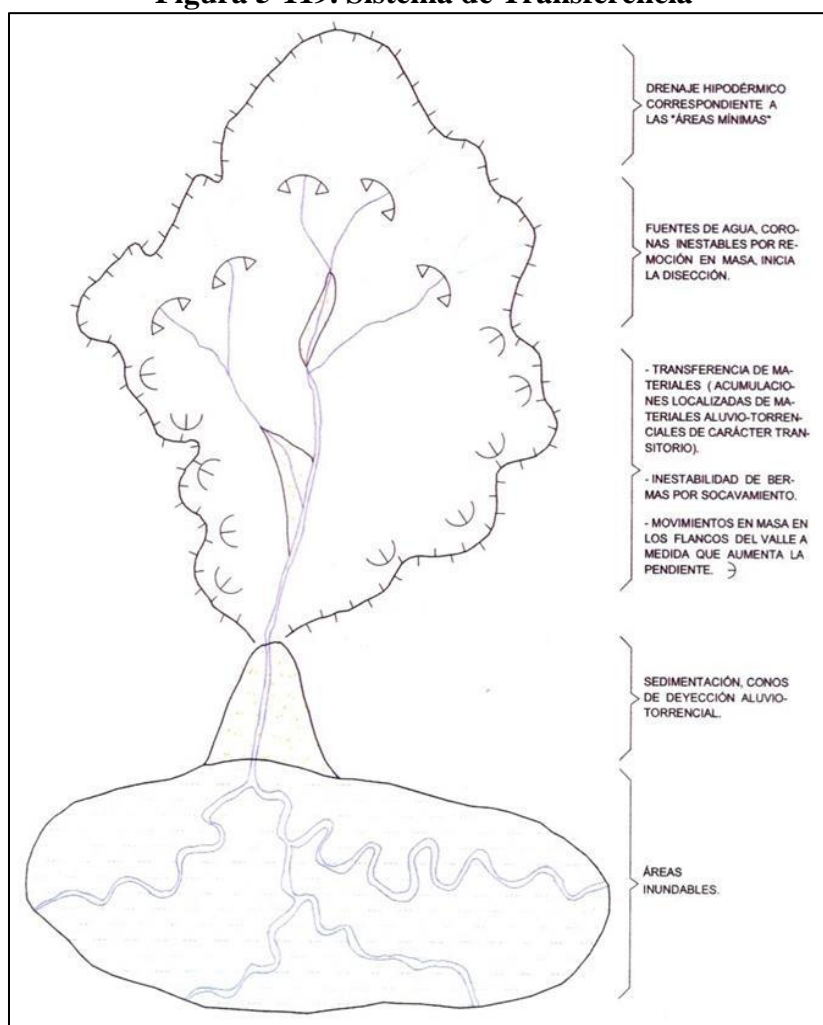 Figura 3-119. Sistema de Transferencia
DRENAJE HIPODÉRMICO
CORRESPONDIENTE A
LAS "ÁREAS MÍNIMAS"
FUENTES DE AGUA, CORO-
NAS INESTABLES POR RE-
MOCIÓN EN MASA, INICIA
LA DISECCIÓN.
- TRANSFERENCIA DE MA-
TERIALES ( ACUMULACIO-
NES LOCALIZADAS DE MA-
TERIALES ALUVIO-TORREN-
CIALES DE CARÁCTER TRAN-
SITORIO).
- INESTABILIDAD DE BER-
MAS POR SOCAVAMIENTO.
- MOVIMIENTOS EN MASA EN
LOS FLANCOS DEL VALLE A
MEDIDA QUE AUMENTA LA
PENDIENTE.
SEDIMENTACIÓN, CONOS
DE DEYECCIÓN ALUVIO-
TORRENCIAL.
ÁREAS
INUNDABLES.